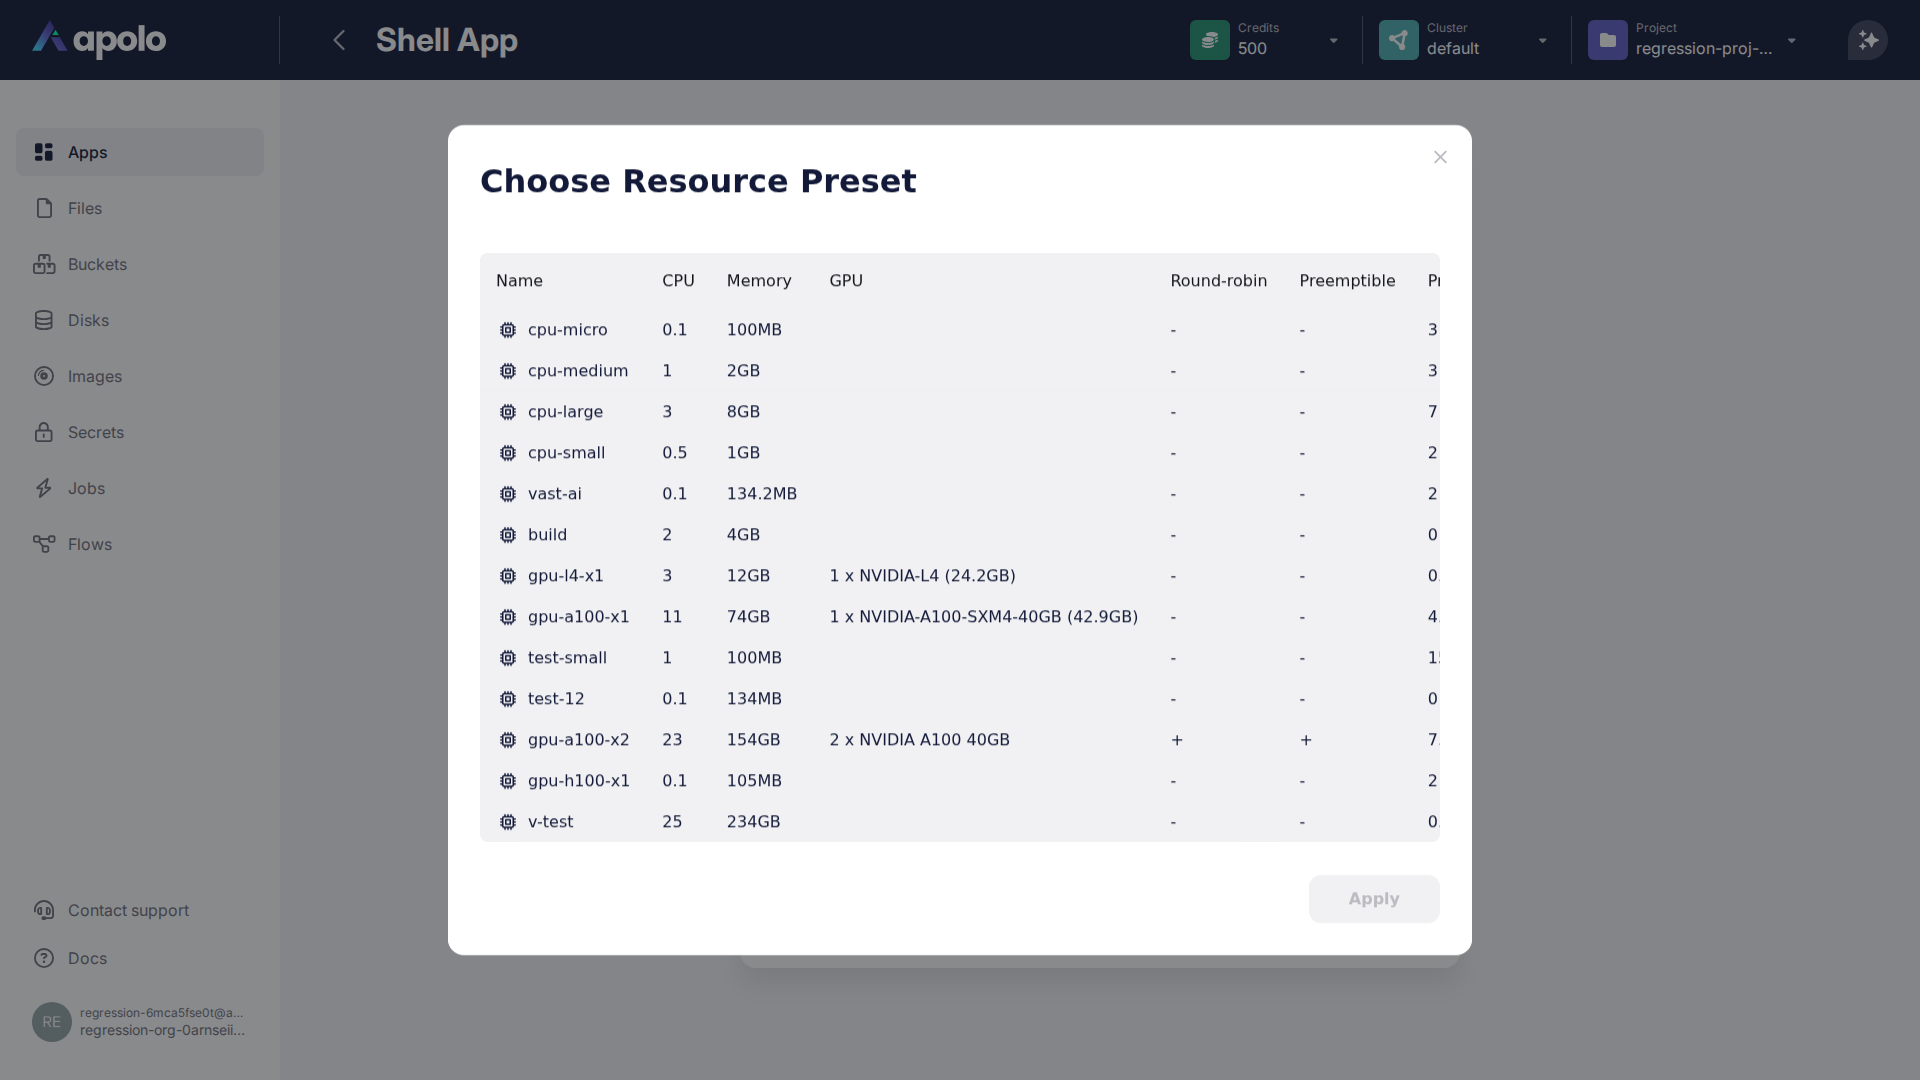 apolo
Shell App
Credits
500
Cluster
default
Project
regression-proj-...
Apps
Files
Buckets
Disks
Images
Secrets
Jobs
Flows
Contact support
Docs
RE
regression-6mca5fse0t@a...
regression-org-0arnseii...
Choose Resource Preset
Name CPU Memory GPU Round-robin Preemptible
cpu-micro 0.1 100MB - - 3
cpu-medium 1 2GB - - 3
cpu-large 3 8GB - - 7
cpu-small 0.5 1GB - - 2
vast-ai 0.1 134.2MB - - 2
build 2 4GB - - 0
gpu-l4-x1 3 12GB 1 x NVIDIA-L4 (24.2GB) - - 0.
gpu-a100-x1 11 74GB 1 x NVIDIA-A100-SXM4-40GB (42.9GB) - - 4.
test-small 1 100MB - - 1
test-12 0.1 134MB - - 0
gpu-a100-x2 23 154GB 2 x NVIDIA A100 40GB + + 7.
gpu-h100-x1 0.1 105MB - - 2
v-test 25 234GB - - 0.
Apply